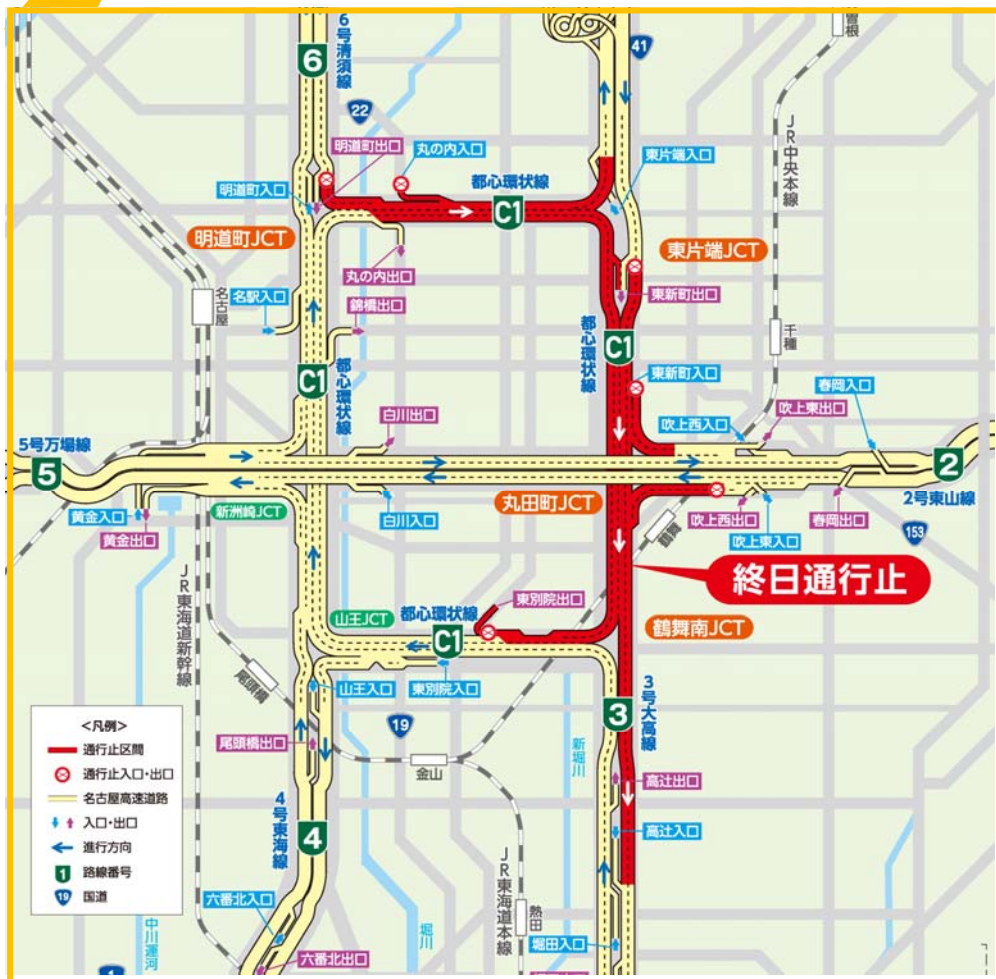 6号清須線
6
41
曽根
22
明道町出口
丸の内入口
都心環状線
東片端入口
JR中央本線
明道町入口
C1
明道町JCT
東片端JCT
丸の内出口
名古屋
名駅入口
錦橋出口
東新町出口
千種
都心環状線
C1
都心環状線
C1
東新町入口
春岡入口
白川出口
吹上西入口
吹上東出口
5号万場線
5
2
2号東山線
黄金入口
黄金出口
新洲崎JCT
白川入口
丸田町JCT
吹上西出口
吹上東入口
春岡出口
153
鶴舞
終日通行止
JR東海道新幹線
山王JCT
都心環状線
C1
東別院出口
鶴舞南JCT
尾頭橋
山王入口
東別院入口
3号大高線
3
19
新堀川
尾頭橋出口
金山
高辻出口
高辻入口
4号東海線
4
JR東海道本線
<凡例>
通行止区間
通行止入口・出口
名古屋高速道路
入口・出口
進行方向
1 路線番号
19 国道
六番北入口
六番北出口
中川運河
堀川
熱田
堀田入口
1